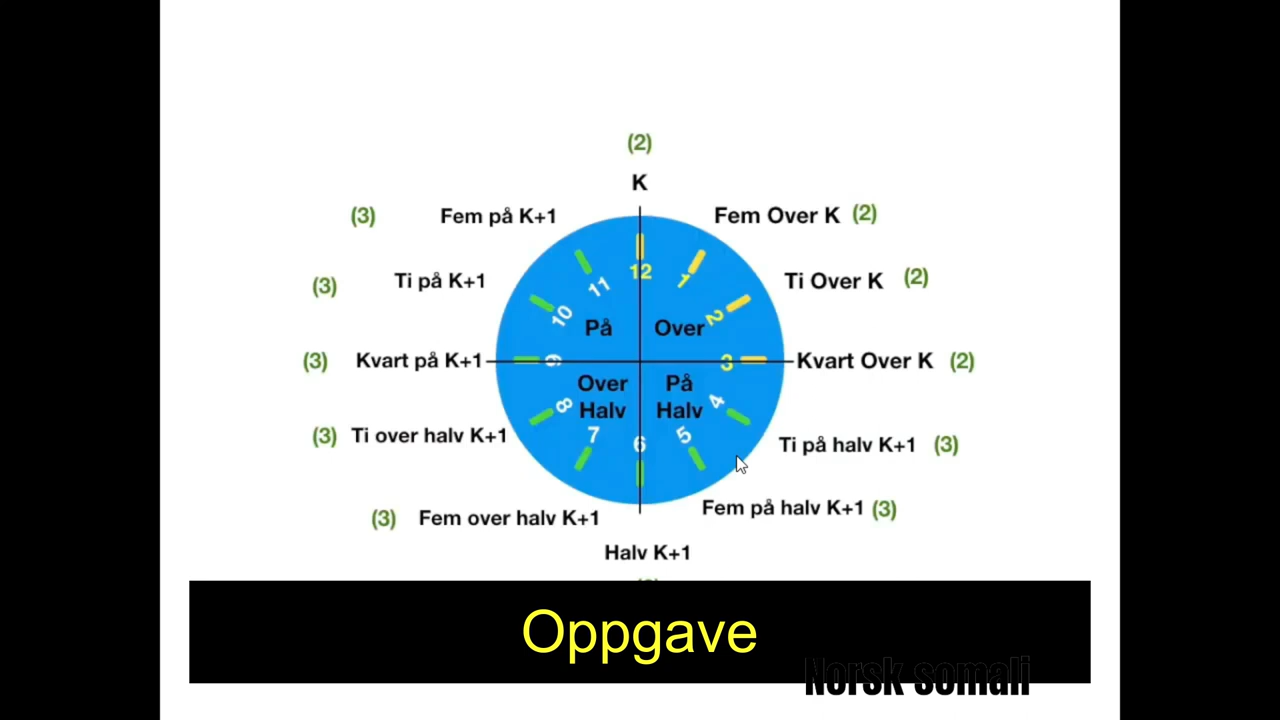 (2)
K
(3) Fem på K+1
Fem Over K (2)
(3) Ti på K+1
Ti Over K (2)
(3) Kvart på K+1
Kvart Over K (2)
(3) Ti over halv K+1
Ti på halv K+1 (3)
(3) Fem over halv K+1
Fem på halv K+1 (3)
Halv K+1
12
1
2
3
4
5
6
7
8
9
10
11
På
Over
Over
Halv
På
Halv
Oppgave
Norsk somali